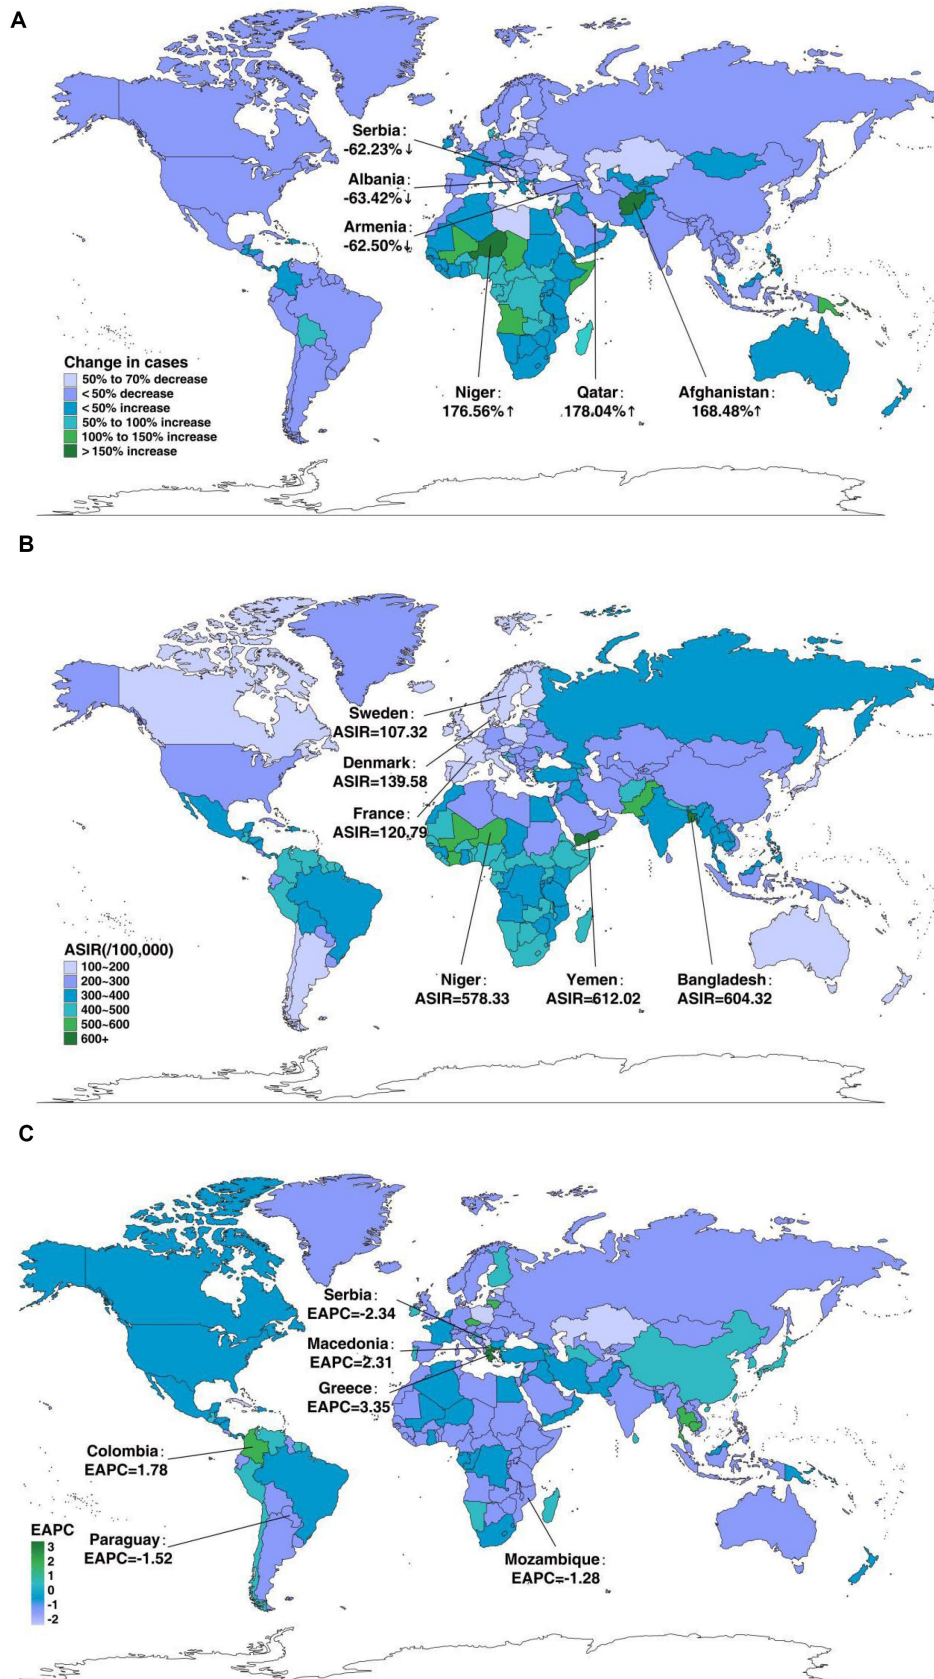 A
Serbia:
-62.23%↓
Albania:
-63.42%↓
Armenia:
-62.50%↓
Change in cases
50% to 70% decrease
<50% decrease
<50% increase
50% to 100% increase
100% to 150% increase
>150% increase
Niger:
176.56%↑
Qatar:
178.04%↑
Afghanistan:
168.48%↑
B
Sweden:
ASIR=107.32
Denmark:
ASIR=139.58
France:
ASIR=120.79
ASIR(/100,000)
100~200
200~300
300~400
400~500
500~600
600+
Niger:
ASIR=578.33
Yemen:
ASIR=612.02
Bangladesh:
ASIR=604.32
C
Serbia:
EAPC=-2.34
Macedonia:
EAPC=2.31
Greece:
EAPC=3.35
Colombia:
EAPC=1.78
Paraguay:
EAPC=-1.52
Mozambique:
EAPC=-1.28
EAPC
3
2
1
0
-1
-2